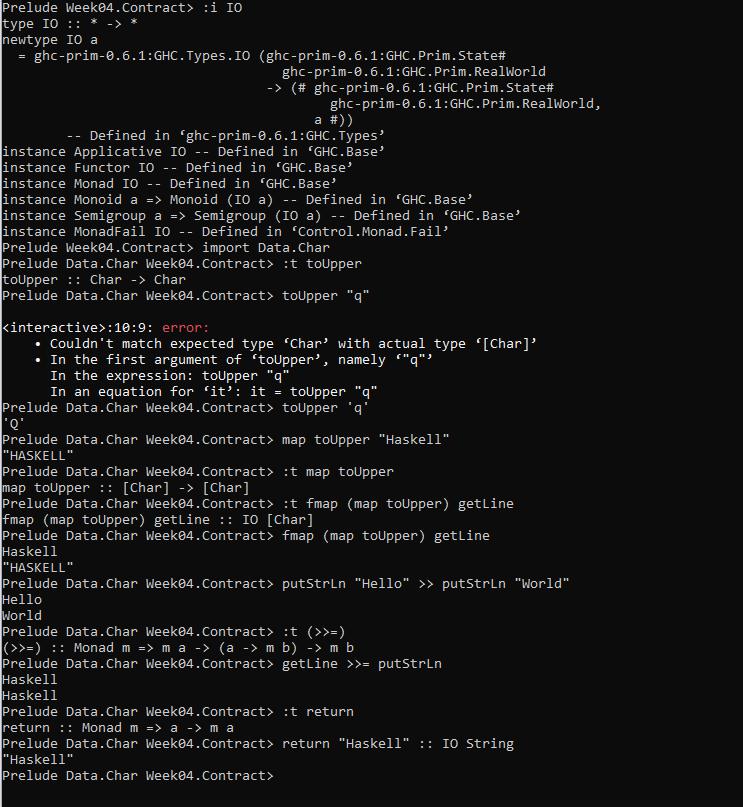 Prelude Week04.Contract> :i IO
type IO :: * -> *
newtype IO a
  = ghc-prim-0.6.1:GHC.Types.IO (ghc-prim-0.6.1:GHC.Prim.State#
                                   ghc-prim-0.6.1:GHC.Prim.RealWorld
                                 -> (# ghc-prim-0.6.1:GHC.Prim.State#
                                         ghc-prim-0.6.1:GHC.Prim.RealWorld,
                                       a #))
        -- Defined in ‘ghc-prim-0.6.1:GHC.Types’
instance Applicative IO -- Defined in ‘GHC.Base’
instance Functor IO -- Defined in ‘GHC.Base’
instance Monad IO -- Defined in ‘GHC.Base’
instance Monoid a => Monoid (IO a) -- Defined in ‘GHC.Base’
instance Semigroup a => Semigroup (IO a) -- Defined in ‘GHC.Base’
instance MonadFail IO -- Defined in ‘Control.Monad.Fail’
Prelude Week04.Contract> import Data.Char
Prelude Data.Char Week04.Contract> :t toUpper
toUpper :: Char -> Char
Prelude Data.Char Week04.Contract> toUpper "q"

<interactive>:10:9: error:
    • Couldn't match expected type ‘Char’ with actual type ‘[Char]’
    • In the first argument of ‘toUpper’, namely ‘"q"’
      In the expression: toUpper "q"
      In an equation for ‘it’: it = toUpper "q"
Prelude Data.Char Week04.Contract> toUpper 'q'
'Q'
Prelude Data.Char Week04.Contract> map toUpper "Haskell"
"HASKELL"
Prelude Data.Char Week04.Contract> :t map toUpper
map toUpper :: [Char] -> [Char]
Prelude Data.Char Week04.Contract> :t fmap (map toUpper) getLine
fmap (map toUpper) getLine :: IO [Char]
Prelude Data.Char Week04.Contract> fmap (map toUpper) getLine
Haskell
"HASKELL"
Prelude Data.Char Week04.Contract> putStrLn "Hello" >> putStrLn "World"
Hello
World
Prelude Data.Char Week04.Contract> :t (>>=)
(>>=) :: Monad m => m a -> (a -> m b) -> m b
Prelude Data.Char Week04.Contract> getLine >>= putStrLn
Haskell
Haskell
Prelude Data.Char Week04.Contract> :t return
return :: Monad m => a -> m a
Prelude Data.Char Week04.Contract> return "Haskell" :: IO String
"Haskell"
Prelude Data.Char Week04.Contract>